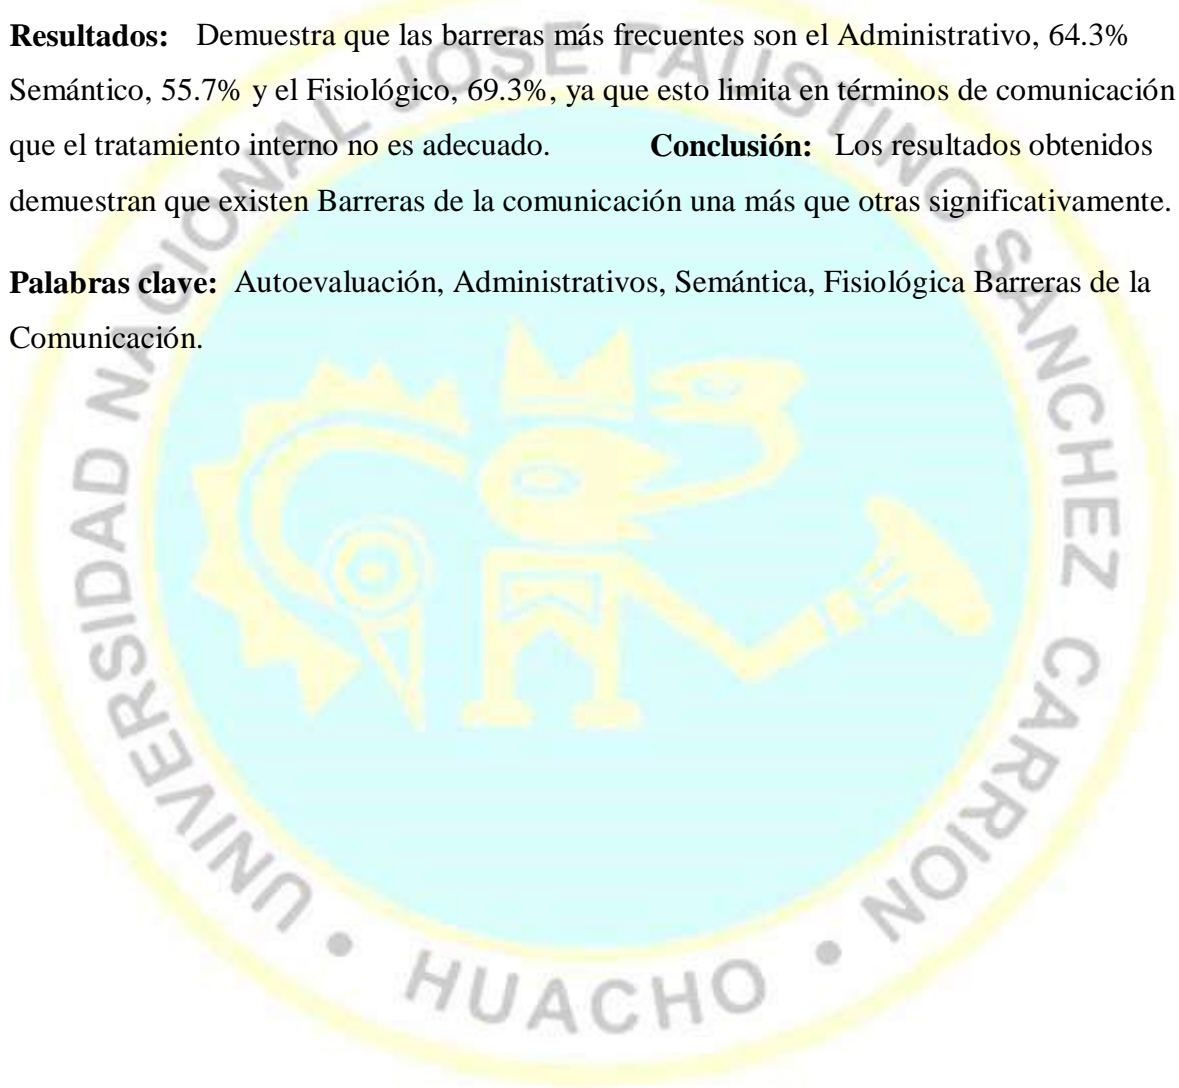 Resultados: Demuestra que las barreras más frecuentes son el Administrativo, 64.3%
Semántico, 55.7% y el Fisiológico, 69.3%, ya que esto limita en términos de comunicación
que el tratamiento interno no es adecuado. Conclusión: Los resultados obtenidos
demuestran que existen Barreras de la comunicación una más que otras significativamente.
Palabras clave: Autoevaluación, Administrativos, Semántica, Fisiológica Barreras de la
Comunicación.
UNIVERSIDAD NACIONAL JOSE FAUSTINO SANCHEZ CARRION • HUACHO •